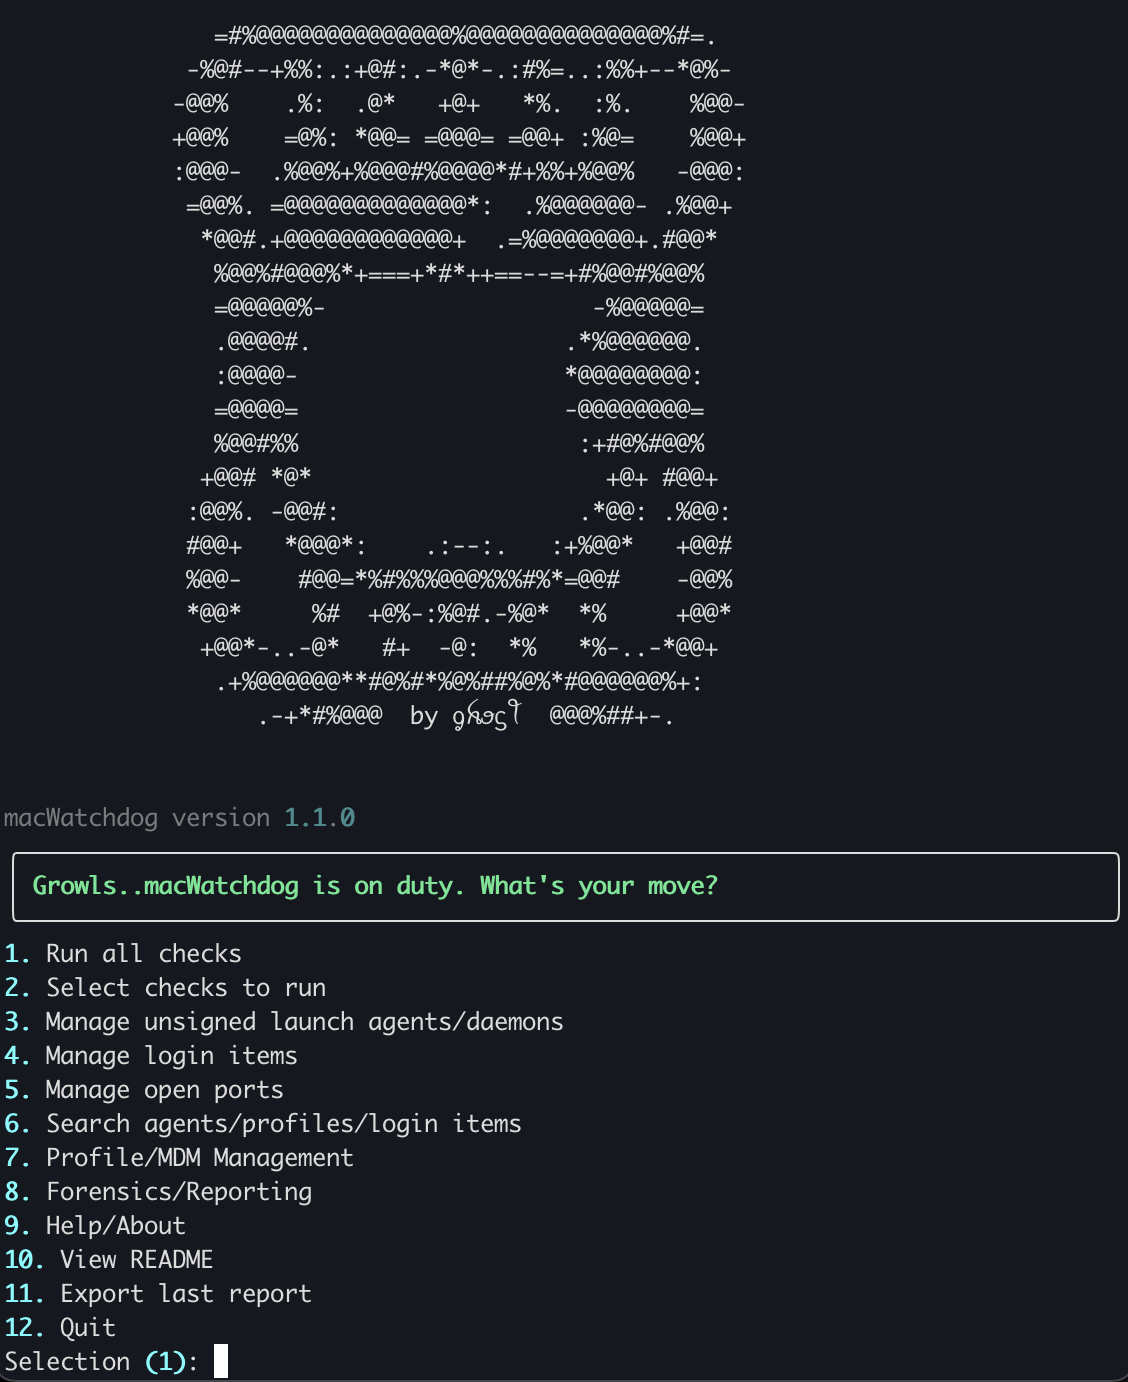 =#%@@@@@@@@@@@@@@%@@@@@@@@@@@@@@%#=.
-%@#--+%%:.:+@#:.-*@*-.:#%=..:%%+--*@%-
-@@%    .%:  .@*   +@+   *%.  :%.    %@@-
+@@%    =@%: *@@= =@@@= =@@+ :%@=    %@@+
:@@@-  .%@@%+%@@@#%@@@@*#+%%+%@@%   -@@@:
=@@%. =@@@@@@@@@@@@@*:  .%@@@@@@- .%@@+
*@@#.+@@@@@@@@@@@@+  .=%@@@@@@@+.#@@*
%@@%#@@@%*+===+*#*++==--=+#%@@#%@@%
=@@@@@%-                   -%@@@@@=
.@@@@#.                  .*%@@@@@@.
:@@@@-                   *@@@@@@@@:
=@@@@=                   -@@@@@@@@=
%@@#%%                    :+#@%#@@%
+@@# *@*                     +@+ #@@+
:@@%. -@@#:                 .*@@: .%@@:
#@@+   *@@@*:    .:--:.   :+%@@*   +@@#
%@@-    #@@=*%#%%%@@@%%%#%*=@@#    -@@%
*@@*     %#  +@%-:%@#.-%@*  *%     +@@*
+@@*-..-@*   #+  -@:  *%   *%-..-*@@+
.+%@@@@@@**#@%#*%@%##%@%*#@@@@@@%+:
.-+*#%@@@  by ghost  @@@%##+-.
macWatchdog version 1.1.0
Growls..macWatchdog is on duty. What's your move?
1. Run all checks
2. Select checks to run
3. Manage unsigned launch agents/daemons
4. Manage login items
5. Manage open ports
6. Search agents/profiles/login items
7. Profile/MDM Management
8. Forensics/Reporting
9. Help/About
10. View README
11. Export last report
12. Quit
Selection (1):